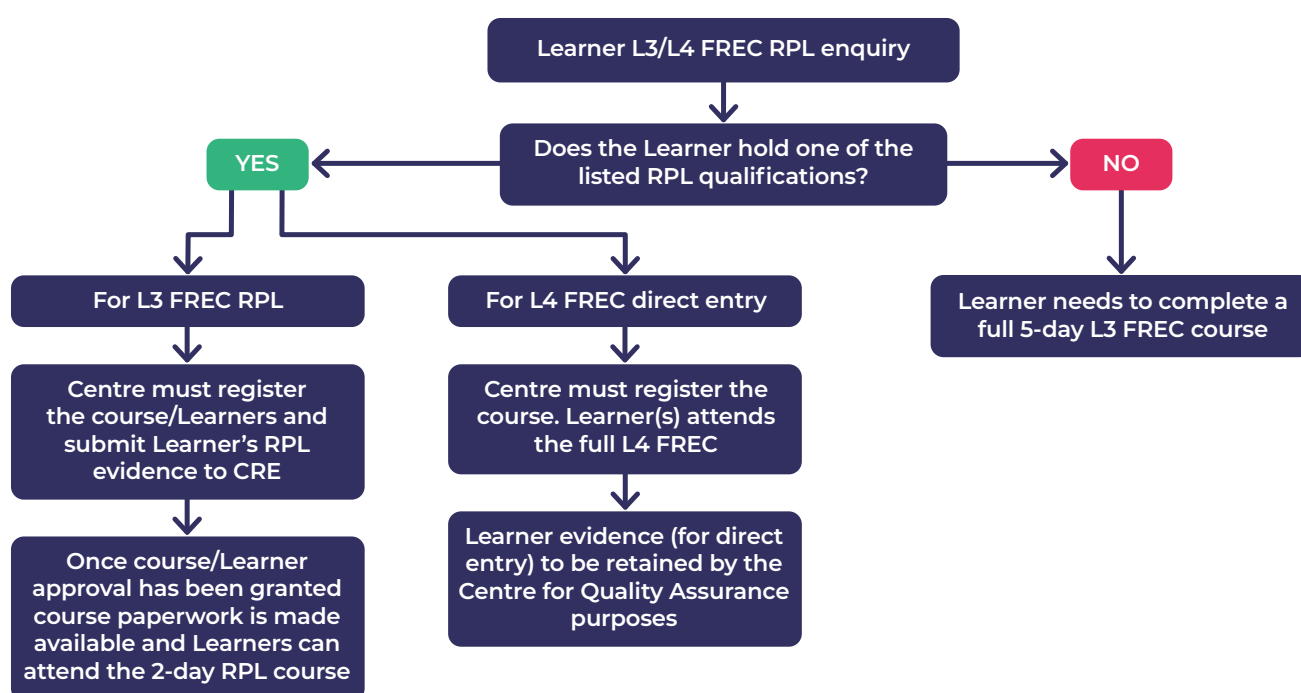 Learner L3/L4 FREC RPL enquiry
Does the Learner hold one of the
listed RPL qualifications?
YES
NO
For L3 FREC RPL
Centre must register
the course/Learners and
submit Learner’s RPL
evidence to CRE
Once course/Learner
approval has been granted
course paperwork is made
available and Learners can
attend the 2-day RPL course
For L4 FREC direct entry
Centre must register the
course. Learner(s) attends
the full L4 FREC
Learner evidence (for direct
entry) to be retained by the
Centre for Quality Assurance
purposes
Learner needs to complete a
full 5-day L3 FREC course